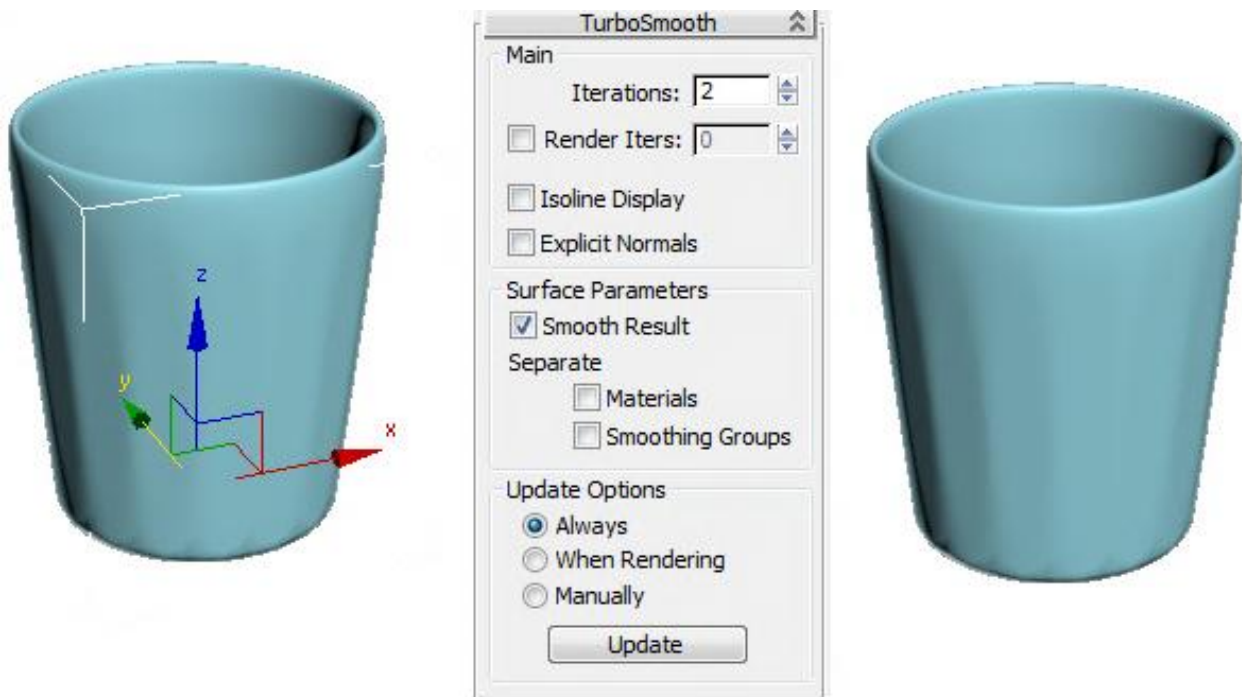 TurboSmooth
Main
Iterations: 2
Render Iters: 0
Isoline Display
Explicit Normals
Surface Parameters
Smooth Result
Separate
Materials
Smoothing Groups
Update Options
Always
When Rendering
Manually
Update
z
y
x